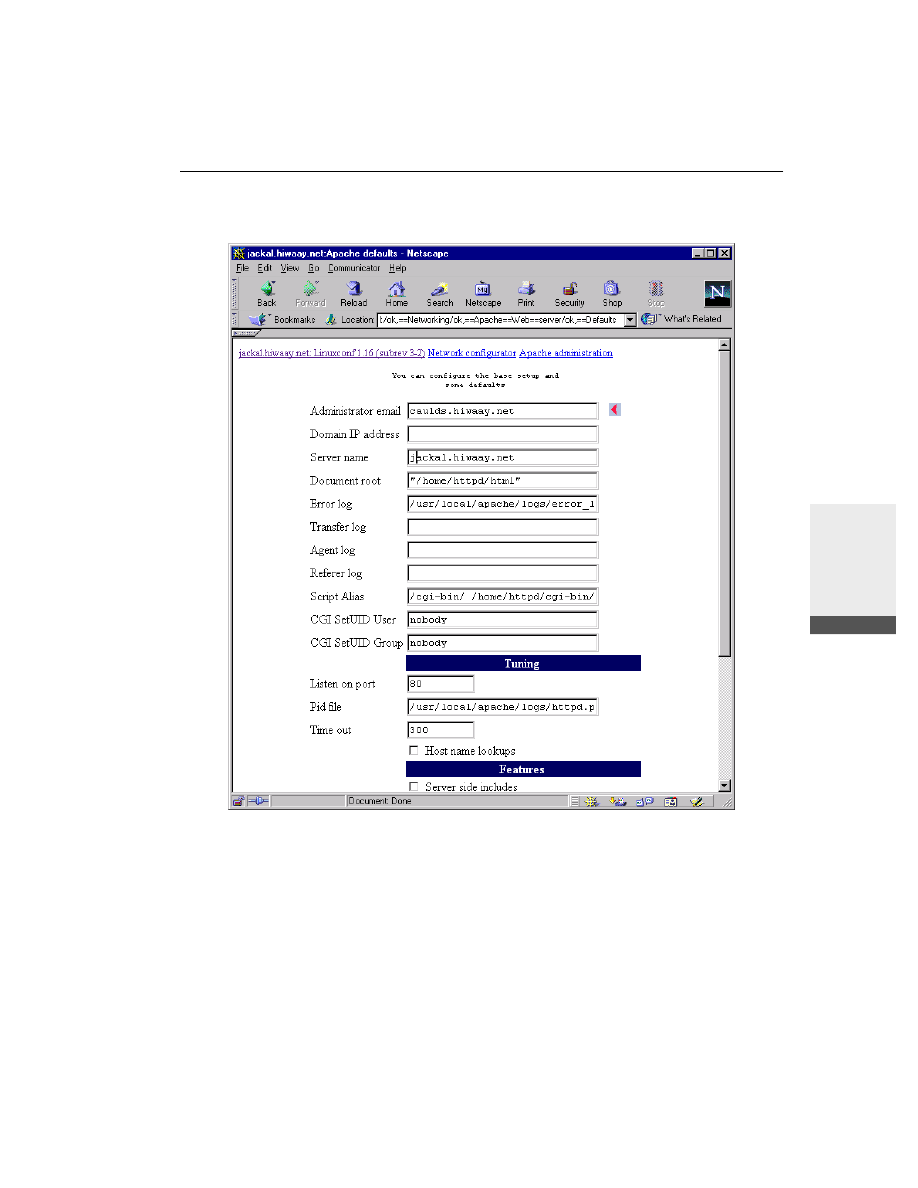 jackal.hiwaay.net:Apache defaults - Netscape
File Edit View Go Communicator Help
Back Forward Reload Home Search Netscape Print Security Shop Stop
Bookmarks Location: t/ok,==Networking/ok,==Apache==Web==server/ok,==Defaults What's Related
jackal.hiwaay.net: Linuxconf 1.16 (subrev 3-2) Network configurator Apache administration
You can configure the base setup and
some defaults
Administrator email caulds.hiwaay.net
Domain IP address
Server name jackal.hiwaay.net
Document root "/home/httpd/html"
Error log /usr/local/apache/logs/error_l
Transfer log
Agent log
Referer log
Script Alias /cgi-bin/ /home/httpd/cgi-bin/
CGI SetUID User nobody
CGI SetUID Group nobody
Tuning
Listen on port 80
Pid file /usr/local/apache/logs/httpd.p
Time out 300
Host name lookups
Features
Server side includes
Document: Done